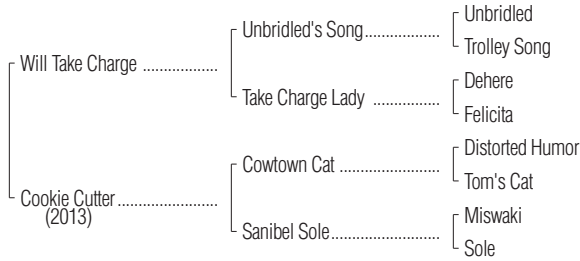 Unbridled
Unbridled's Song..................
Trolley Song
Will Take Charge ..................
Dehere
Take Charge Lady ................
Felicita
Distorted Humor
Cowtown Cat ........................
Tom's Cat
Cookie Cutter........................
(2013)
Miswaki
Sanibel Sole..........................
Sole